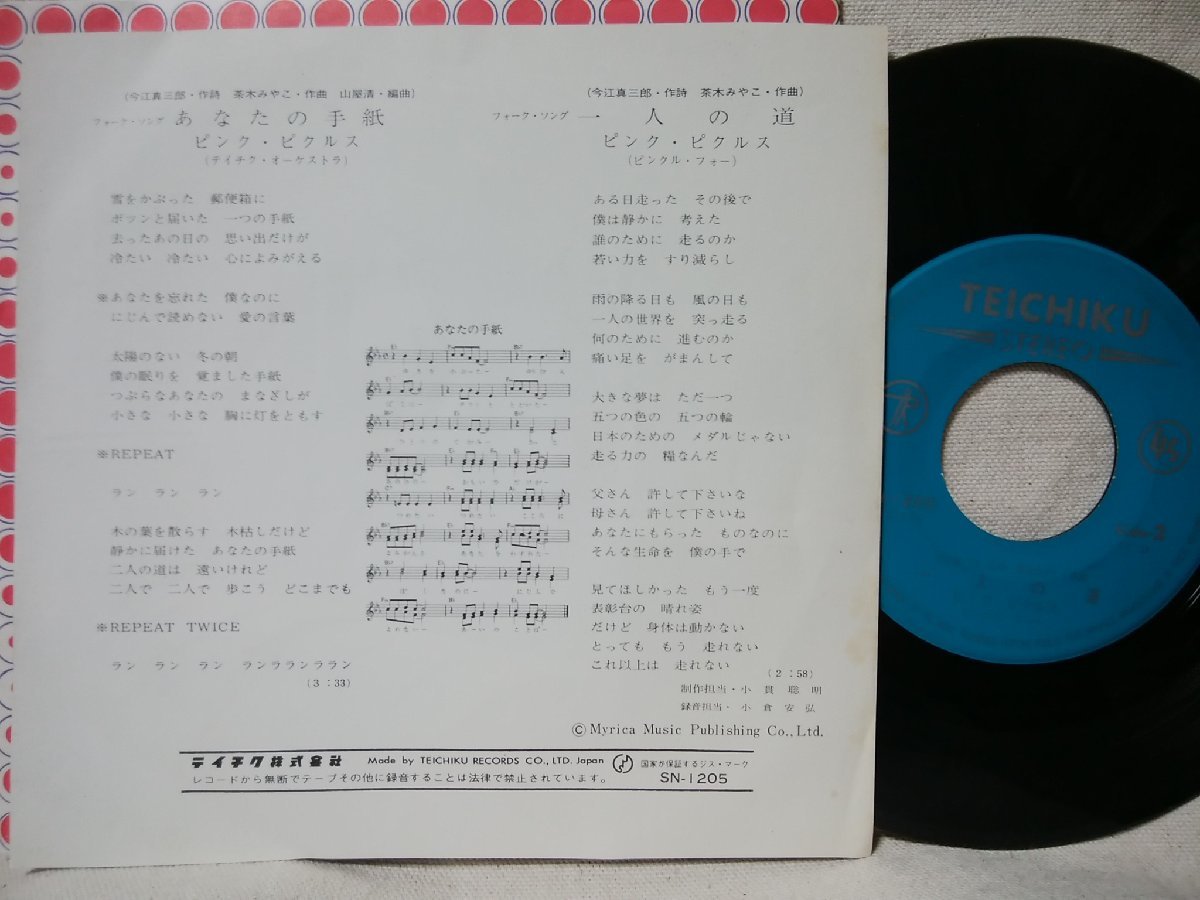 (今江真三郎・作詩 茶木みやこ・作曲 山屋清・編曲)
フォーク・ソング あなたの手紙
ピンク・ピクルス
(テイチク・オーケストラ)
雪をかぶった 郵便箱に
ポツンと届いた 一つの手紙
去ったあの日の 思い出だけが
冷たい 冷たい 心によみがえる
※あなたを忘れた 僕なのに
にじんで読めない 愛の言葉
太陽のない 冬の朝
僕の眠りを 覚ました手紙
つぶらなあなたの まなざしが
小さな 小さな 胸に灯をともす
※REPEAT
ラン ラン ラン
木の葉を散らす 木枯しだけど
静かに届けた あなたの手紙
二人の道は 遠いけれど
二人で 二人で 歩こう どこまでも
※REPEAT TWICE
ラン ラン ラン ランラランララン
(3:33)
あなたの手紙
(今江真三郎・作詩 茶木みやこ・作曲)
フォーク・ソング 一人の道
ピンク・ピクルス
(ピンクル・フォー)
ある日走った その後で
僕は静かに 考えた
誰のために 走るのか
若い力を すり減らし
雨の降る日も 風の日も
一人の世界を 突っ走る
何のために 進むのか
痛い足を がまんして
大きな夢は ただ一つ
五つの色の 五つの輪
日本のための メダルじゃない
走る力の 糧なんだ
父さん 許して下さいな
母さん 許して下さいね
あなたにもらった ものなのに
そんな生命を 僕の手で
見てほしかった もう一度
表彰台の 晴れ姿
だけど 身体は動かない
とっても もう 走れない
これ以上は 走れない
(2:58)
制作担当・小貫聡明
録音担当・小倉安弘
©Myrica Music Publishing Co.,Ltd.
テイチク株式会社 Made by TEICHIKU RECORDS CO., LTD. Japan
レコードから無断でテープその他に録音することは法律で禁止されています。
国家が保証するジス・マーク
SN-1205
TEICHIKU
STEREO